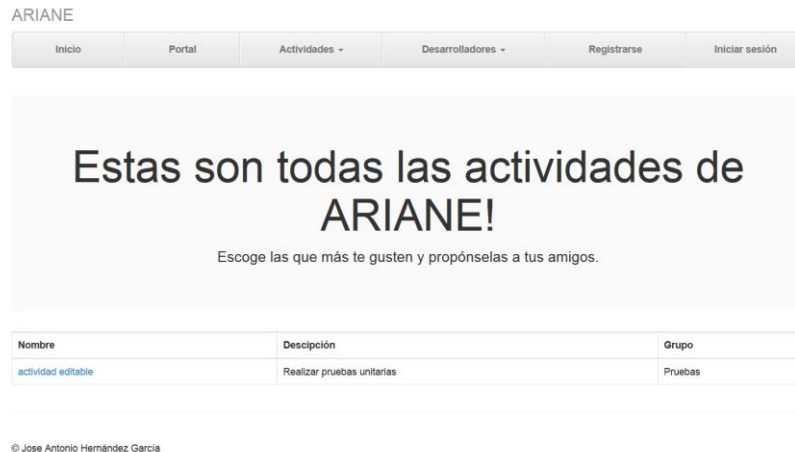 ARIANE
Inicio Portal Actividades Desarrolladores Registrarse Iniciar sesión
Estas son todas las actividades de
ARIANE!
Escoge las que más te gusten y propónselas a tus amigos.
Nombre Descipción Grupo
actividad editable Realizar pruebas unitarias Pruebas
© Jose Antonio Hernández García